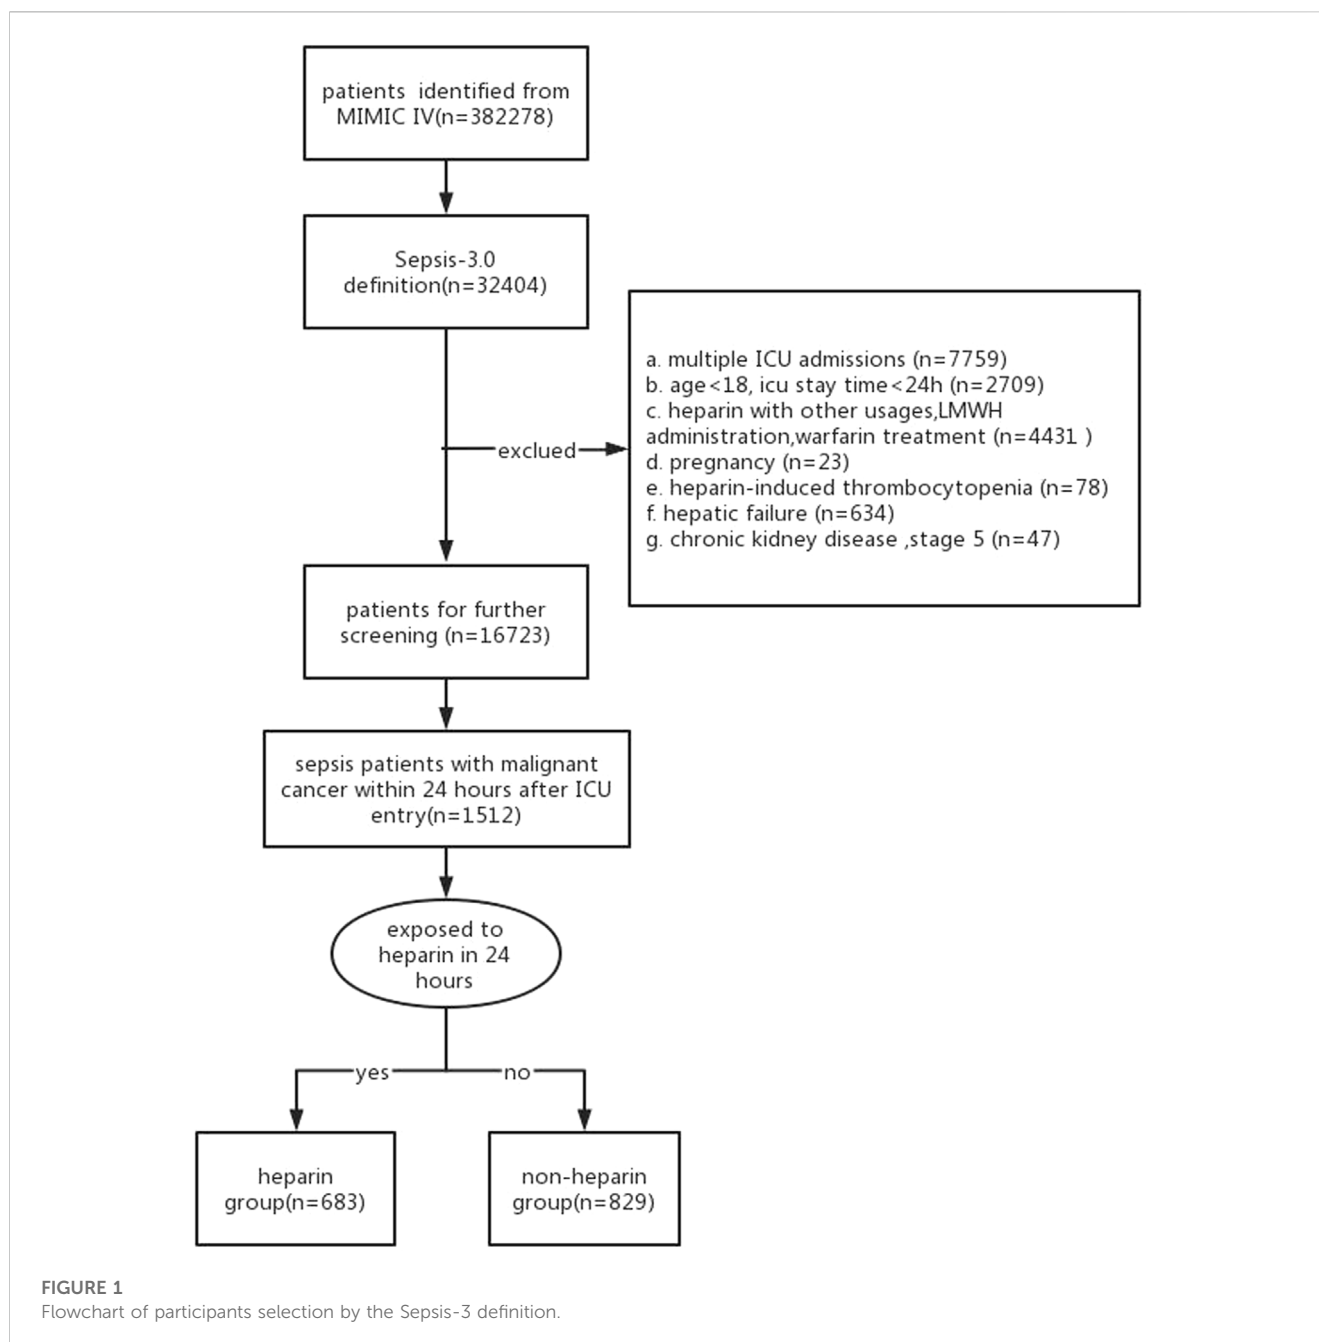 patients identified from
MIMIC IV(n=382278)
Sepsis-3.0
definition(n=32404)
exclued
a. multiple ICU admissions (n=7759)
b. age<18, icu stay time<24h (n=2709)
c. heparin with other usages,LMWH
administration,warfarin treatment (n=4431 )
d. pregnancy (n=23)
e. heparin-induced thrombocytopenia (n=78)
f. hepatic failure (n=634)
g. chronic kidney disease ,stage 5 (n=47)
patients for further
screening (n=16723)
sepsis patients with malignant
cancer within 24 hours after ICU
entry(n=1512)
exposed to
heparin in 24
hours
yes
no
heparin
group(n=683)
non-heparin
group(n=829)
FIGURE 1
Flowchart of participants selection by the Sepsis-3 definition.